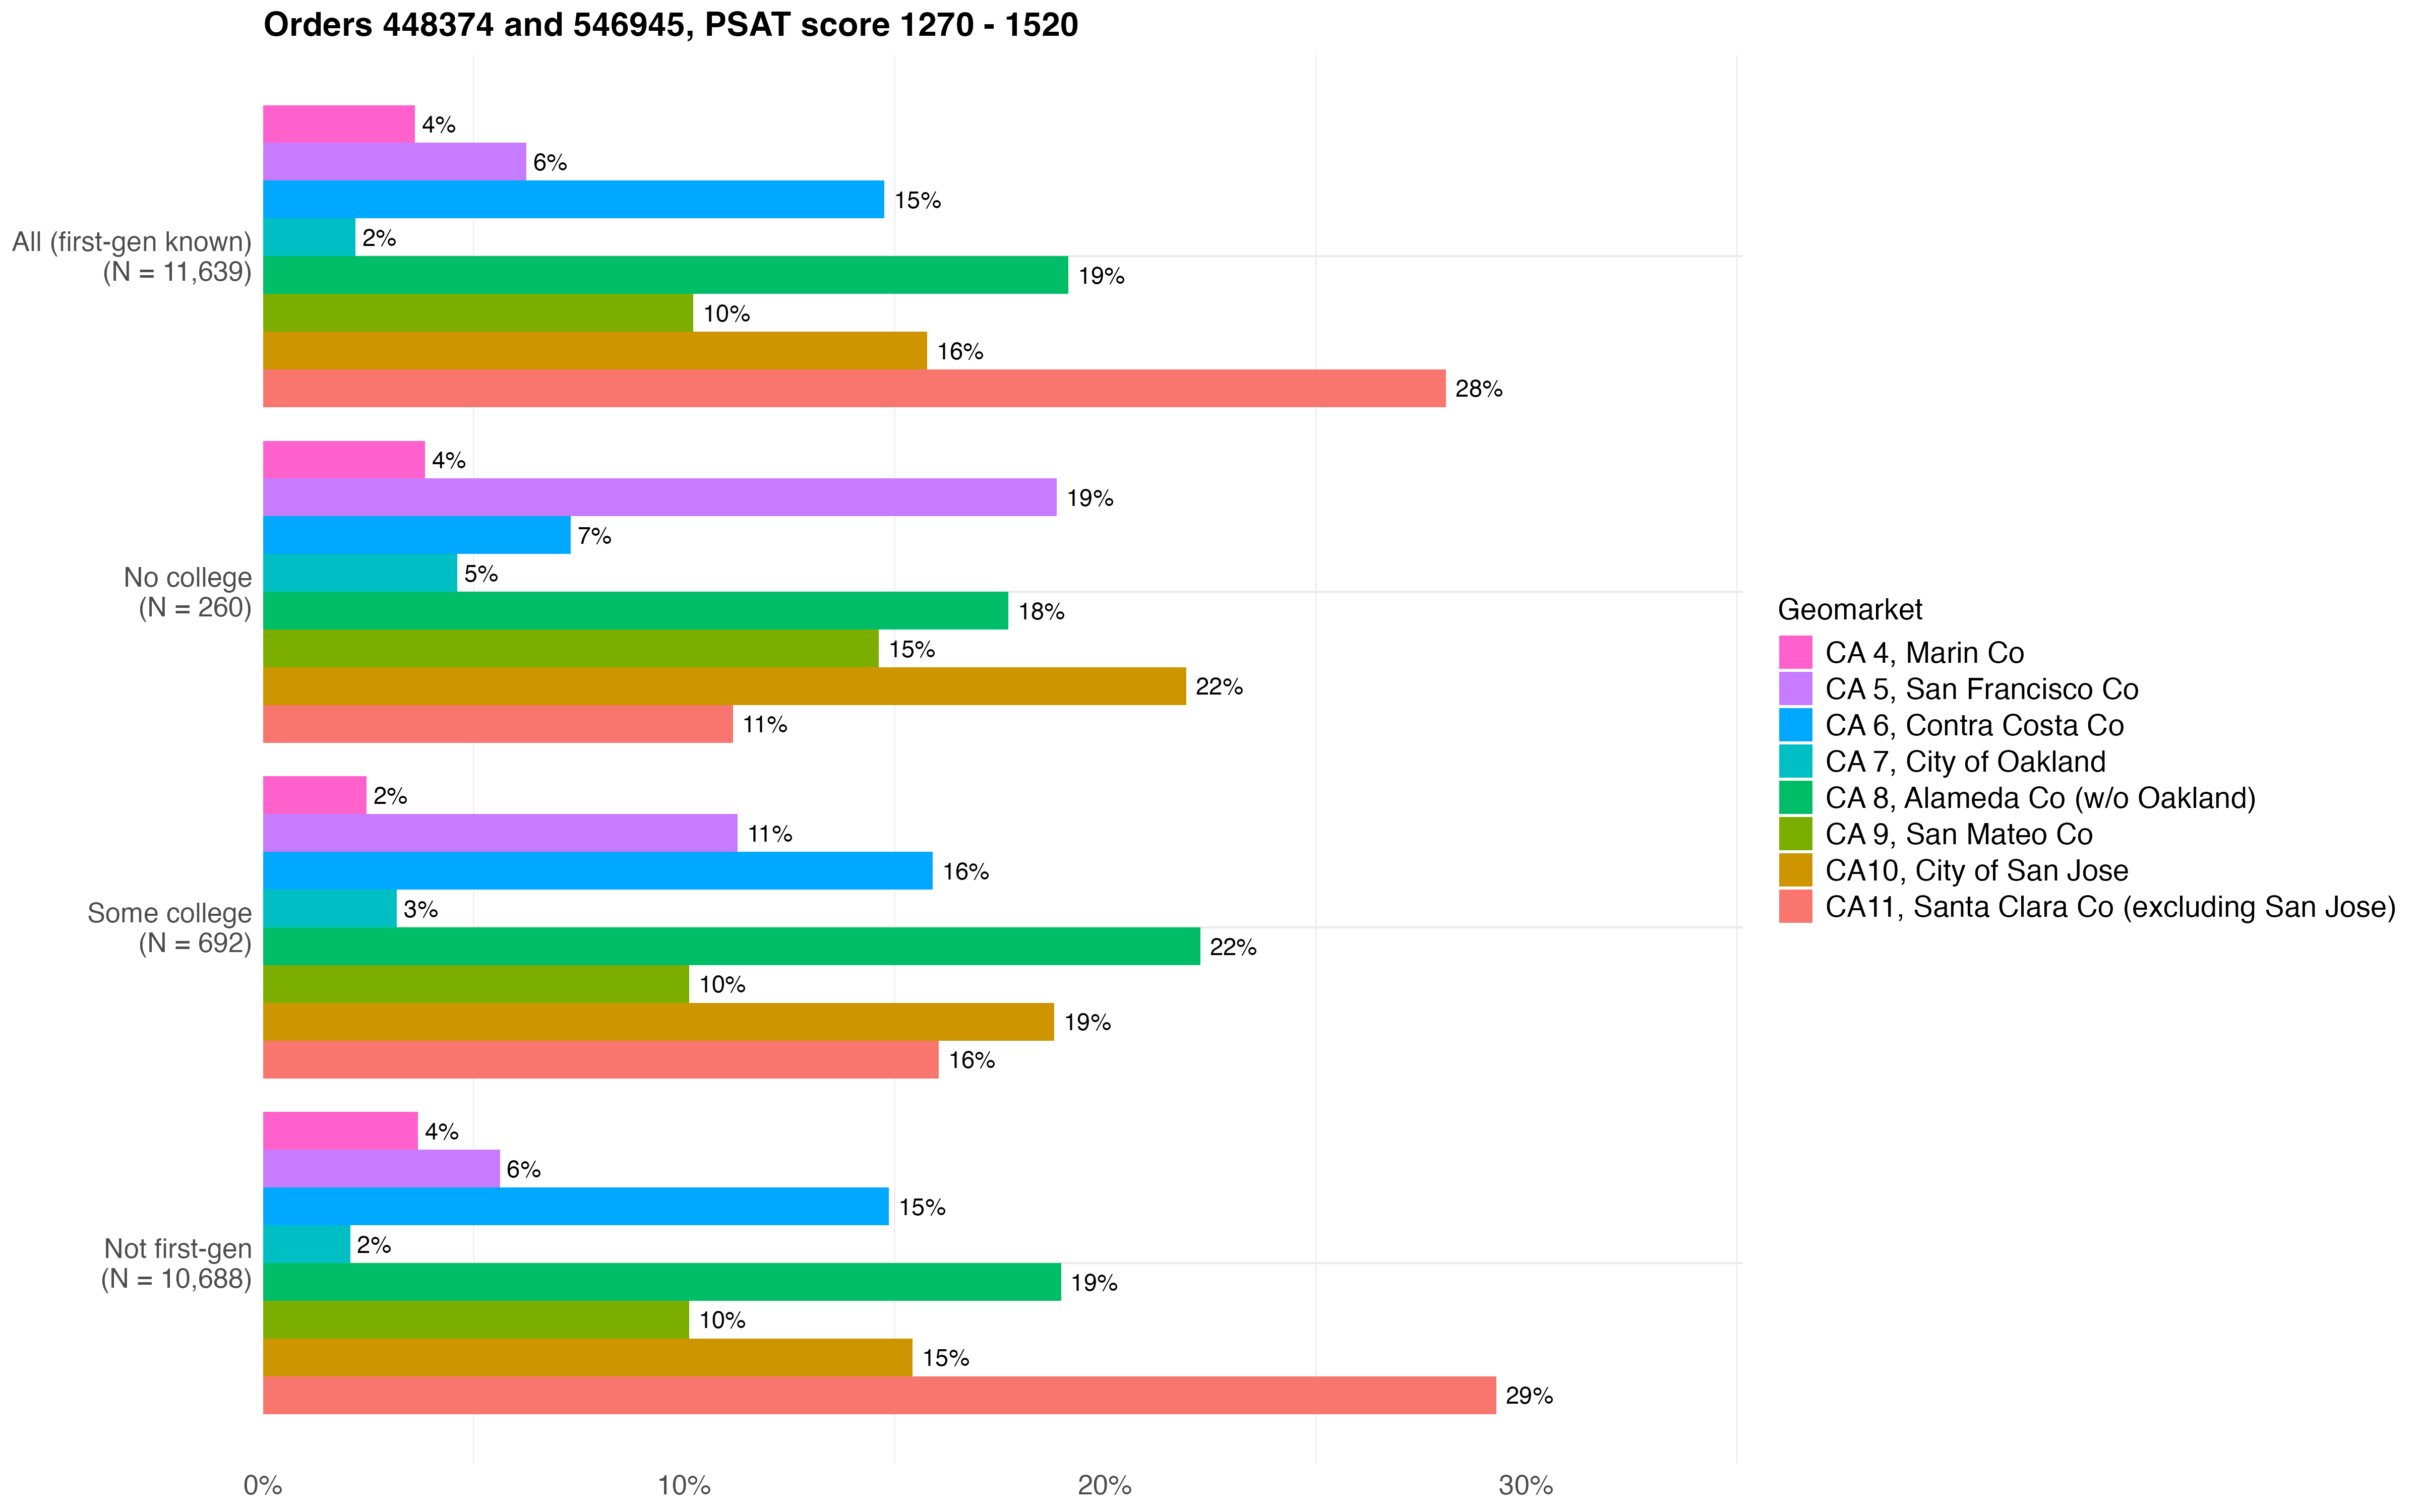 Orders 448374 and 546945, PSAT score 1270 - 1520
All (first-gen known)
(N = 11,639)
4%
6%
15%
2%
19%
10%
16%
28%
No college
(N = 260)
4%
19%
7%
5%
18%
15%
22%
11%
Some college
(N = 692)
2%
11%
16%
3%
22%
10%
19%
16%
Not first-gen
(N = 10,688)
4%
6%
15%
2%
19%
10%
15%
29%
0%
10%
20%
30%
Geomarket
CA 4, Marin Co
CA 5, San Francisco Co
CA 6, Contra Costa Co
CA 7, City of Oakland
CA 8, Alameda Co (w/o Oakland)
CA 9, San Mateo Co
CA10, City of San Jose
CA11, Santa Clara Co (excluding San Jose)